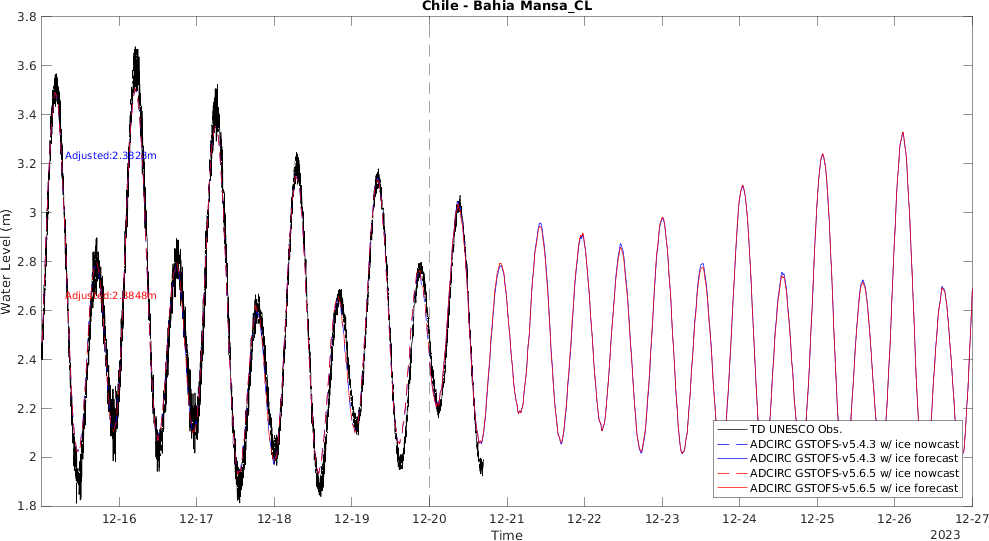 Chile - Bahia Mansa_CL
3.8
3.6
3.4
3.2
3
2.8
2.6
2.4
2.2
2
1.8
Water Level (m)
Adjusted:2.3823m
Adjusted:2.3848m
TD UNESCO Obs.
ADCIRC GSTOFS-v5.4.3 w/ ice nowcast
ADCIRC GSTOFS-v5.4.3 w/ ice forecast
ADCIRC GSTOFS-v5.6.5 w/ ice nowcast
ADCIRC GSTOFS-v5.6.5 w/ ice forecast
12-16 12-17 12-18 12-19 12-20 12-21 12-22 12-23 12-24 12-25 12-26 12-27
Time
2023